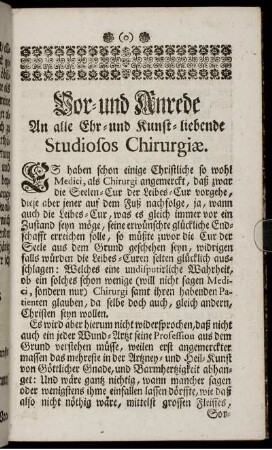 (o)
Vor- und Anrede
An alle Ehr- und Kunst-liebende
Studiosos Chirurgiæ.
ES haben schon einige Christliche so wohl
Medici, als Chirurgi angemerckt, daß zwar
die Seelen-Cur der Leibes-Cur vorgehe,
diese aber jener auf dem Fuß nachfolge, ja, wann
auch die Leibes-Cur, was es gleich immer vor ein
Zustand seyn möge, seine erwünschte glückliche End-
schafft erreichen solle, so müßte zuvor die Cur der
Seele aus dem Grund geschehen seyn, widrigen
falls würden die Leibes-Curen selten glücklich aus-
schlagen: Welches eine undisputirliche Wahrheit,
ob ein solches schon wenige (will nicht sagen Medi-
ci, sondern nur) Chirurgi samt ihren habenden Pa-
tienten glauben, da selbe doch auch, gleich andern,
Christen seyn wollen.
Es wird aber hierum nicht widersprochen, daß nicht
auch ein jeder Wund-Artzt seine Profession aus dem
Grund verstehen müsse, weilen erst angemerckter
massen das mehreste in der Artzney- und Heil-Kunst
von Göttlicher Gnade, und Barmhertzigkeit abhan-
get: Und wäre gantz nichtig, wann mancher sagen
oder wenigstens ihme einfallen lassen dörffte, wie daß
also nicht nöthig wäre, mittelst grossen Fleisses,
Sor-